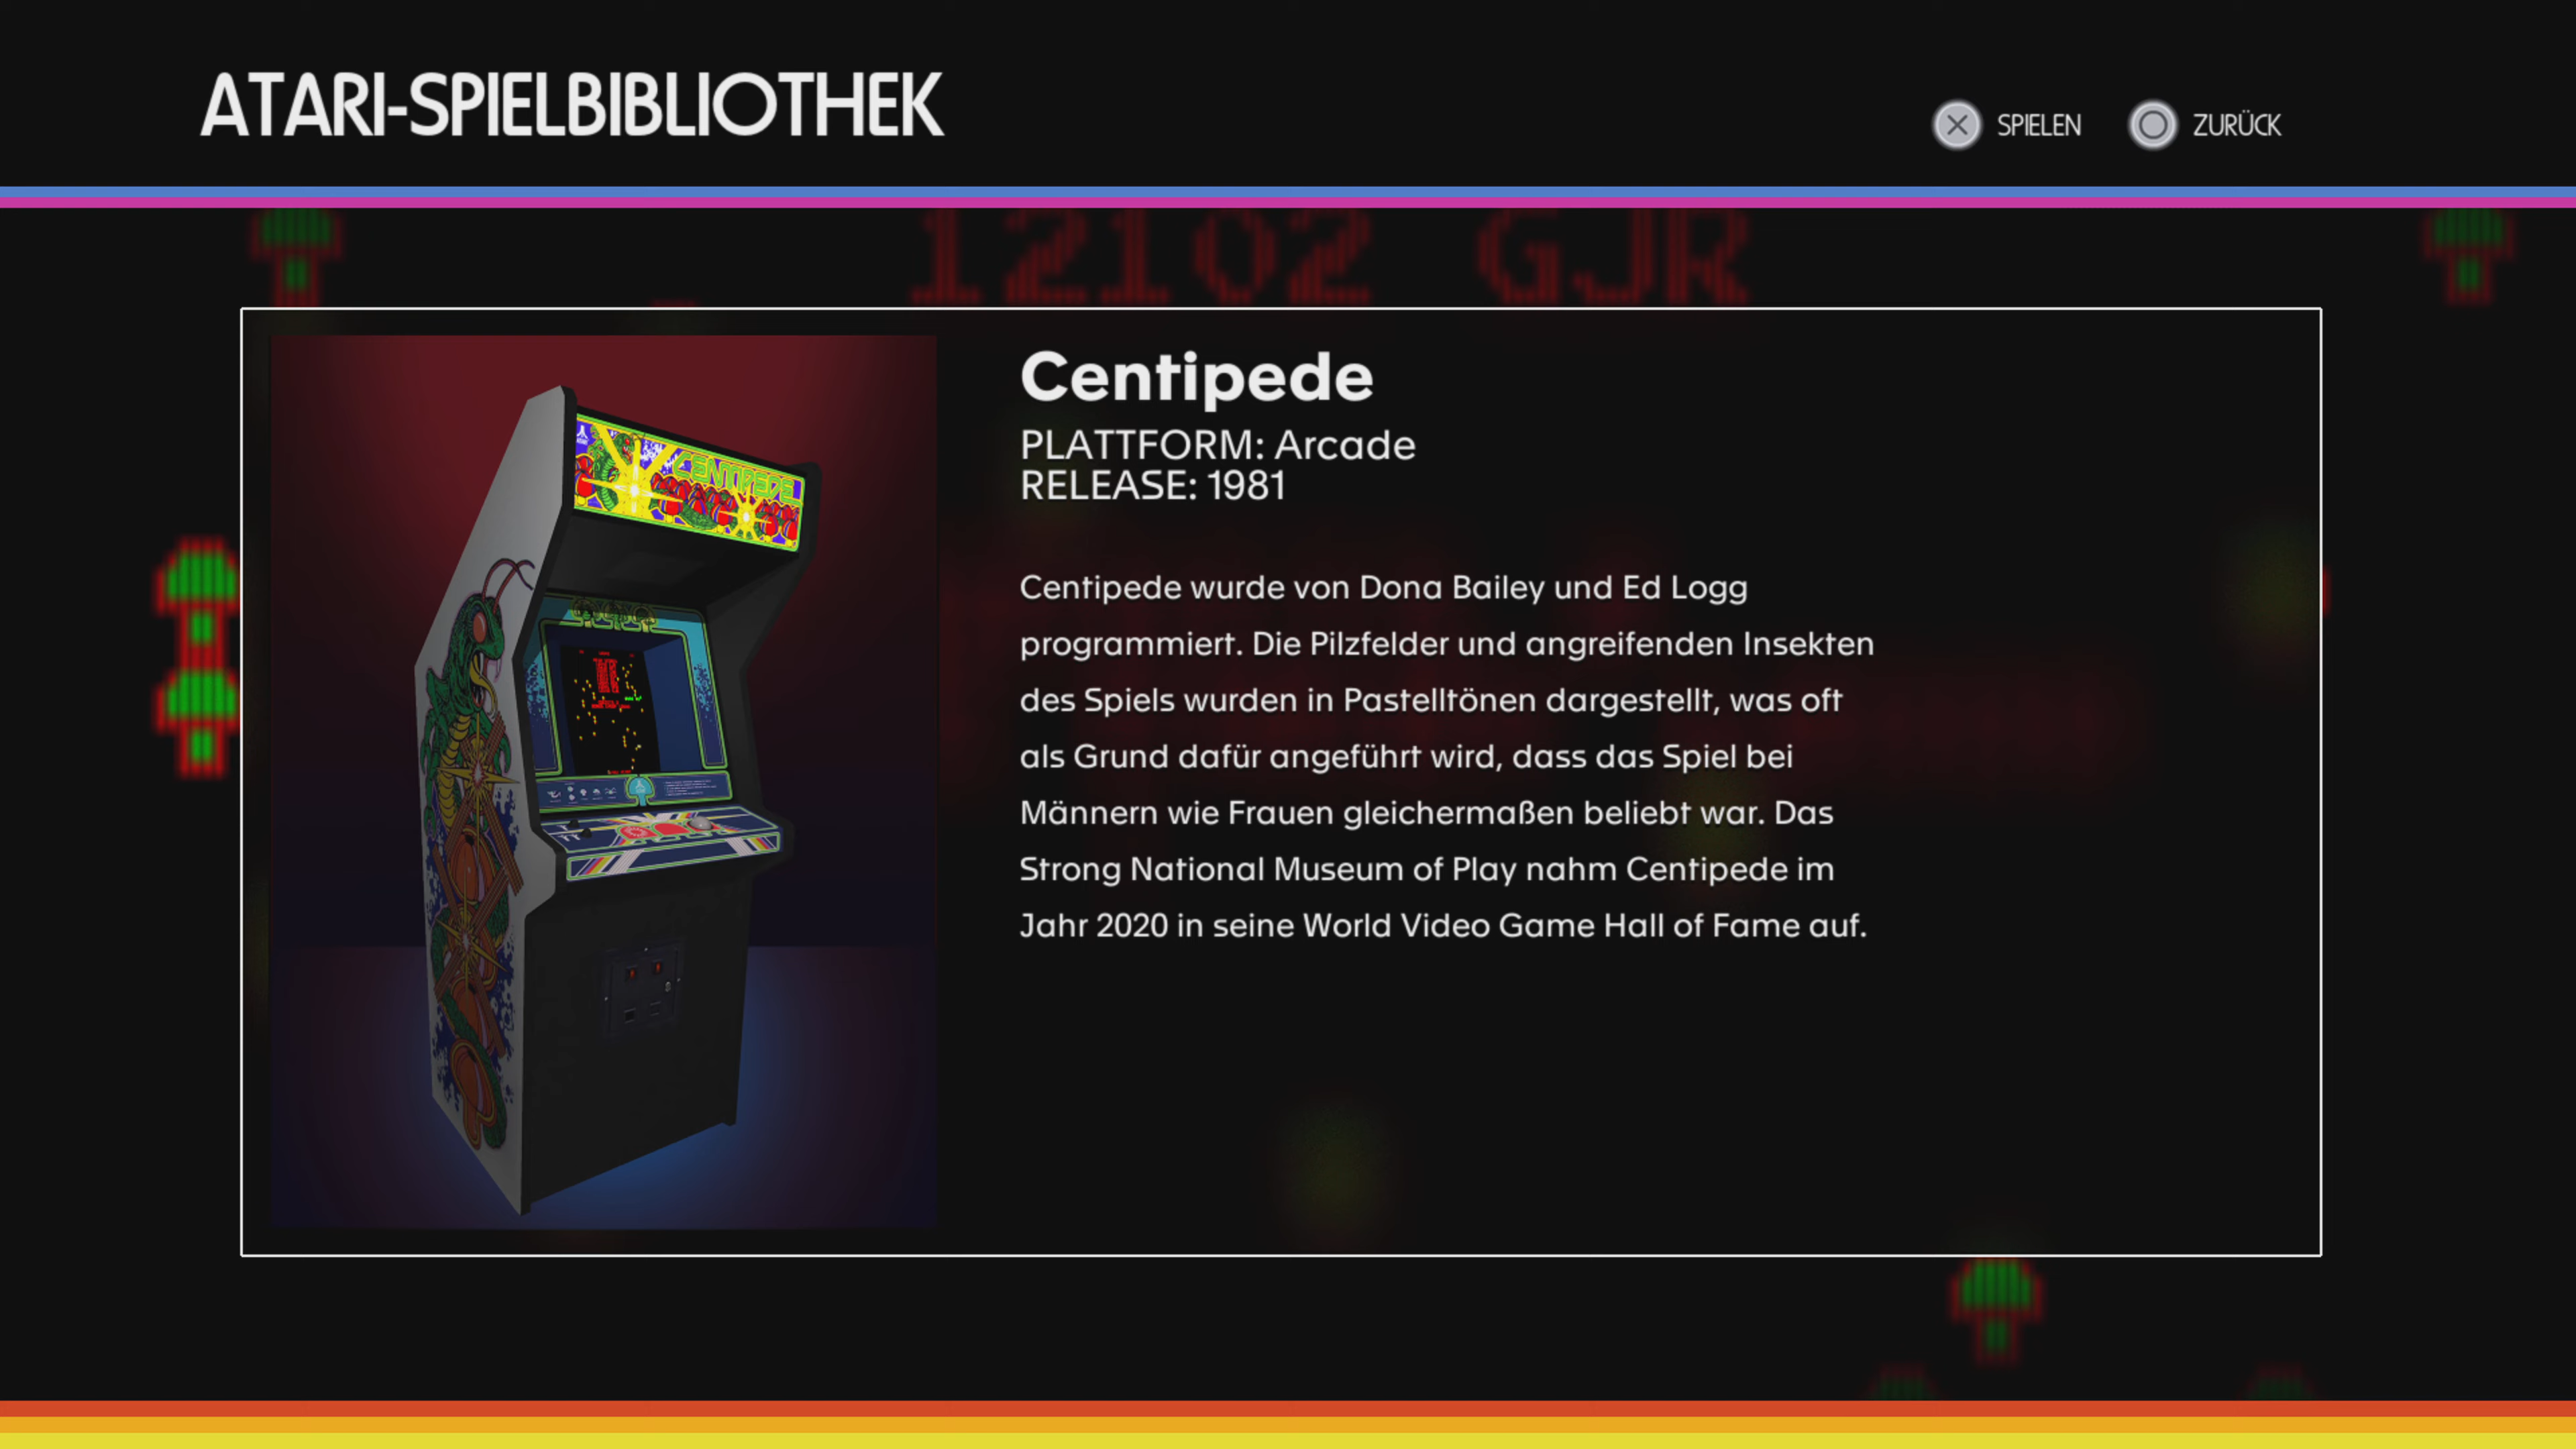 ATARI-SPIELBIBLIOTHEK
SPIELEN
ZURÜCK
12102 GJR
CENTIPEDE
Centipede
PLATTFORM: Arcade
RELEASE: 1981
Centipede wurde von Dona Bailey und Ed Logg
programmiert. Die Pilzfelder und angreifenden Insekten
des Spiels wurden in Pastelltönen dargestellt, was oft
als Grund dafür angeführt wird, dass das Spiel bei
Männern wie Frauen gleichermaßen beliebt war. Das
Strong National Museum of Play nahm Centipede im
Jahr 2020 in seine World Video Game Hall of Fame auf.